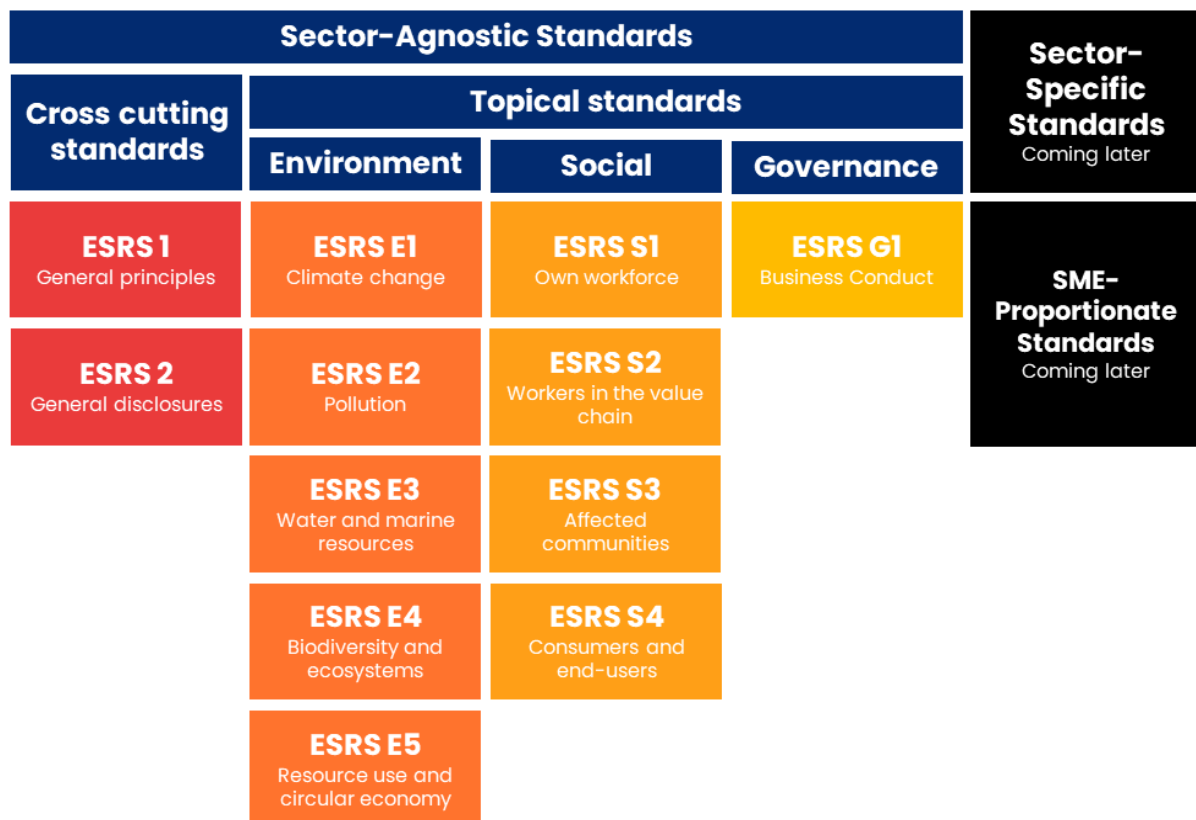 Sector-Agnostic Standards
Sector-
Specific
Standards
Coming later
Cross cutting
standards
Topical standards
Environment
Social
Governance
ESRS 1
General principles
ESRS E1
Climate change
ESRS S1
Own workforce
ESRS G1
Business Conduct
SME-
Proportionate
Standards
Coming later
ESRS 2
General disclosures
ESRS E2
Pollution
ESRS S2
Workers in the value
chain
ESRS E3
Water and marine
resources
ESRS S3
Affected
communities
ESRS E4
Biodiversity and
ecosystems
ESRS S4
Consumers and
end-users
ESRS E5
Resource use and
circular economy